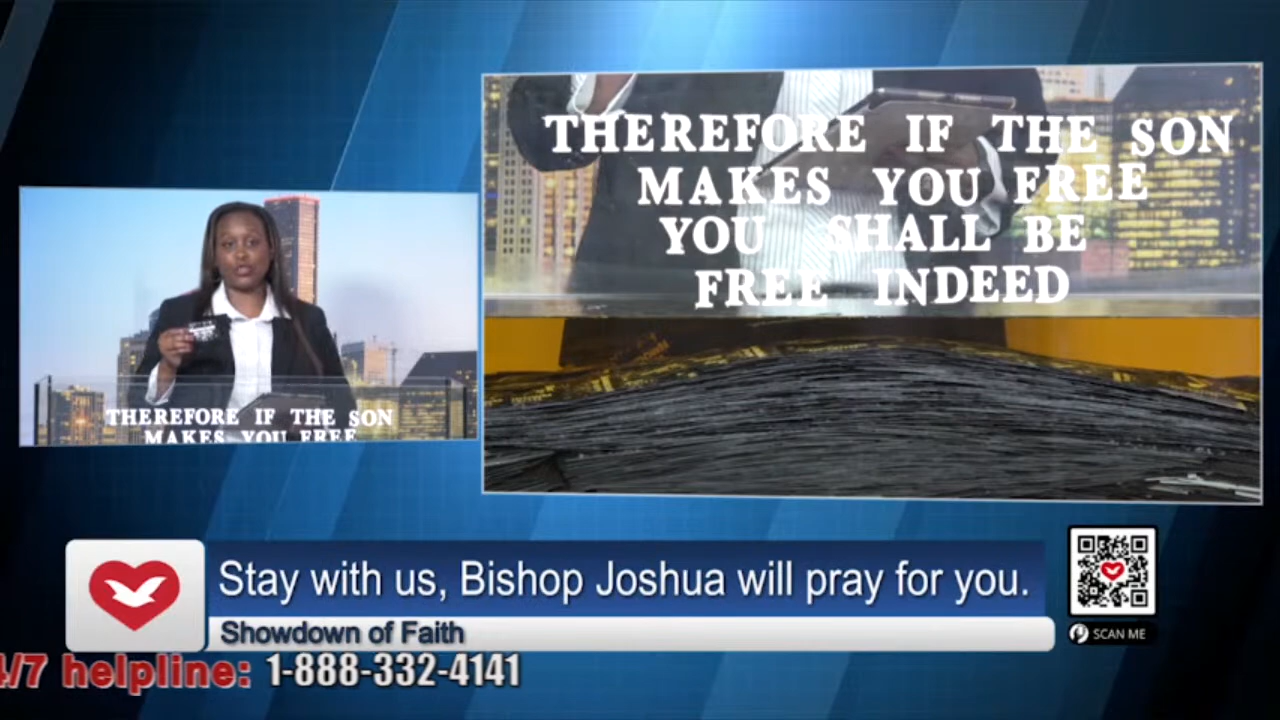 THEREFORE IF THE SON
MAKES YOU FREE
YOU SHALL BE
FREE INDEED
THEREFORE IF THE SON
MAKES YOU FREE
Stay with us, Bishop Joshua will pray for you.
Showdown of Faith
SCAN ME
4/7 helpline: 1-888-332-4141